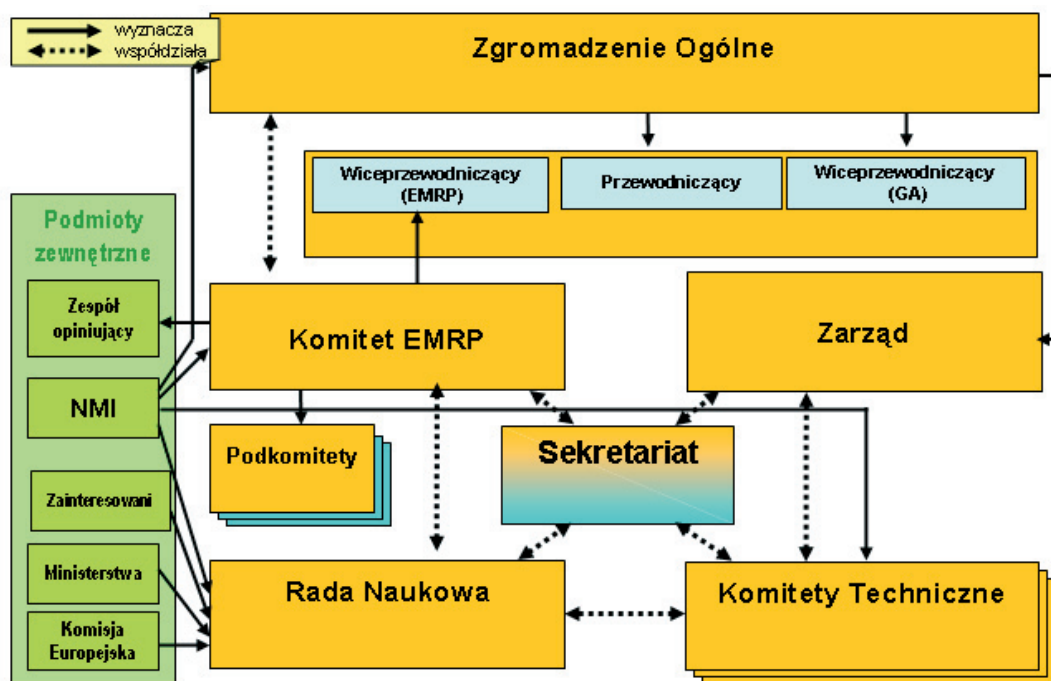 wyznacza
współdziała
Zgromadzenie Ogólne
Wiceprzewodniczący
(EMRP)
Przewodniczący
Wiceprzewodniczący
(GA)
Podmioty
zewnętrzne
Zespół
opiniujący
NMI
Zainteresowani
Ministerstwa
Komisja
Europejska
Komitet EMRP
Zarząd
Podkomitety
Sekretariat
Rada Naukowa
Komitety Techniczne